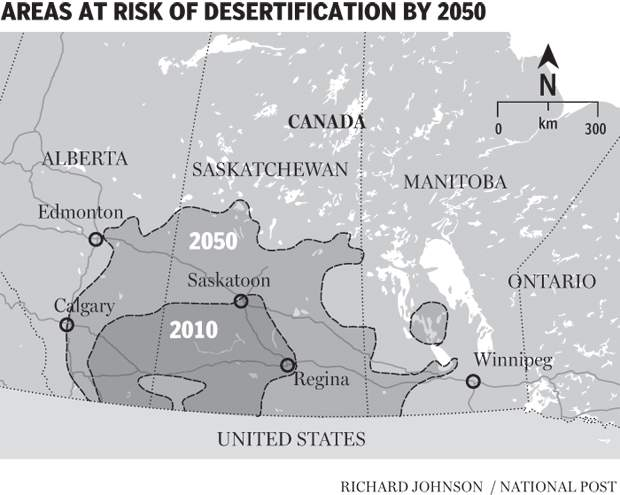 AREAS AT RISK OF DESERTIFICATION BY 2050
N
0 km 300
CANADA
ALBERTA
SASKATCHEWAN
MANITOBA
Edmonton
2050
ONTARIO
Saskatoon
Calgary
2010
Winnipeg
Regina
UNITED STATES
RICHARD JOHNSON / NATIONAL POST